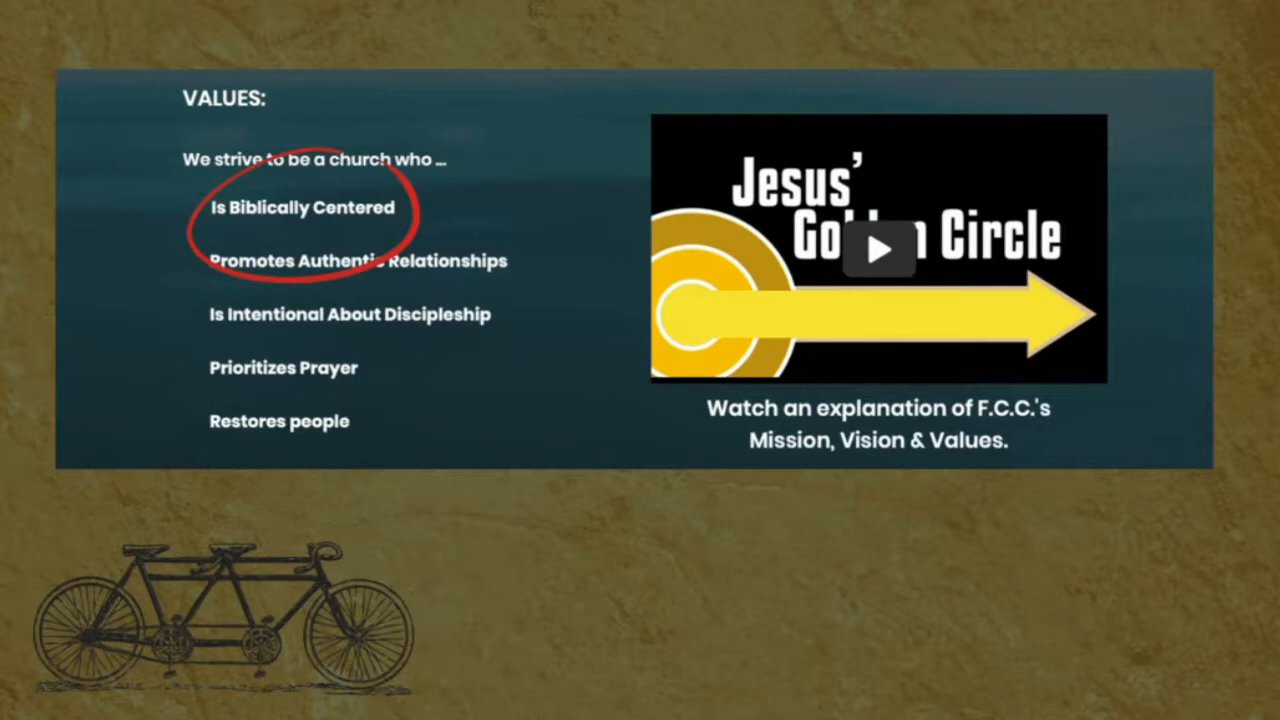 VALUES:
We strive to be a church who ...
Is Biblically Centered
Promotes Authentic Relationships
Is Intentional About Discipleship
Prioritizes Prayer
Restores people
Jesus'
Circle
Watch an explanation of F.C.C.'s
Mission, Vision & Values.